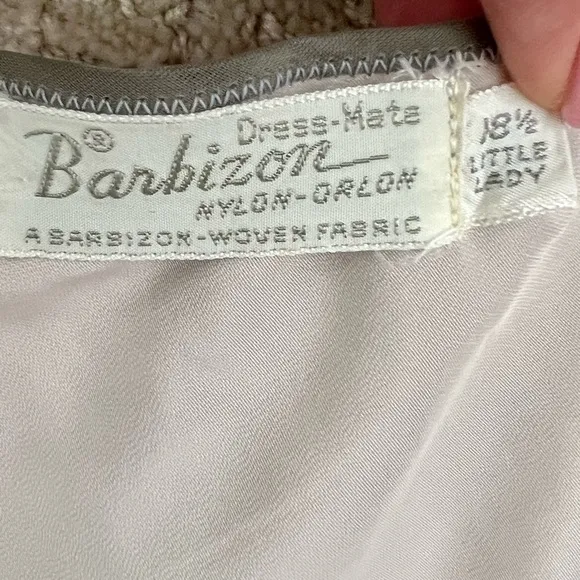 Dress-Mate
Barbizon®
NYLON-ORLON
A BARBIZON-WOVEN FABRIC
18½
LITTLE
LADY